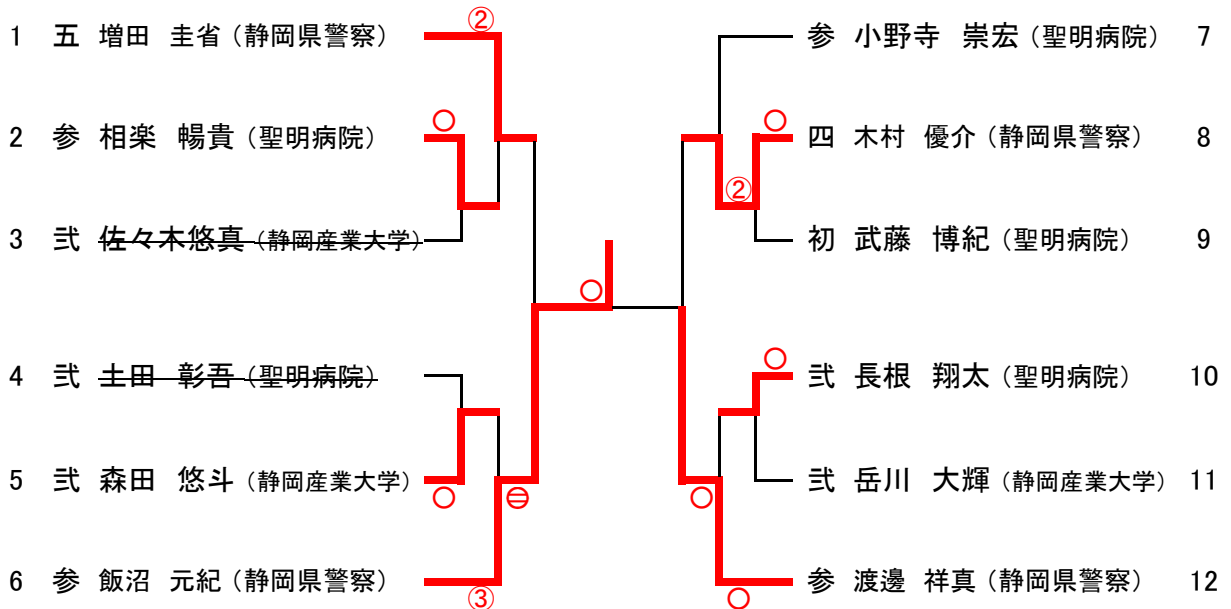 1 五 増田 圭省（静岡県警察）
②
2 参 相楽 暢貴（聖明病院）
○
3 弐 佐々木悠真（静岡産業大学）
4 弐 土田 彰吾（聖明病院）
5 弐 森田 悠斗（静岡産業大学）
○
⊖
6 参 飯沼 元紀（静岡県警察）
③
○
参 小野寺 崇宏（聖明病院） 7
○
四 木村 優介（静岡県警察） 8
②
初 武藤 博紀（聖明病院） 9
○
弐 長根 翔太（聖明病院） 10
弐 岳川 大輝（静岡産業大学） 11
○
参 渡邊 祥真（静岡県警察） 12
○